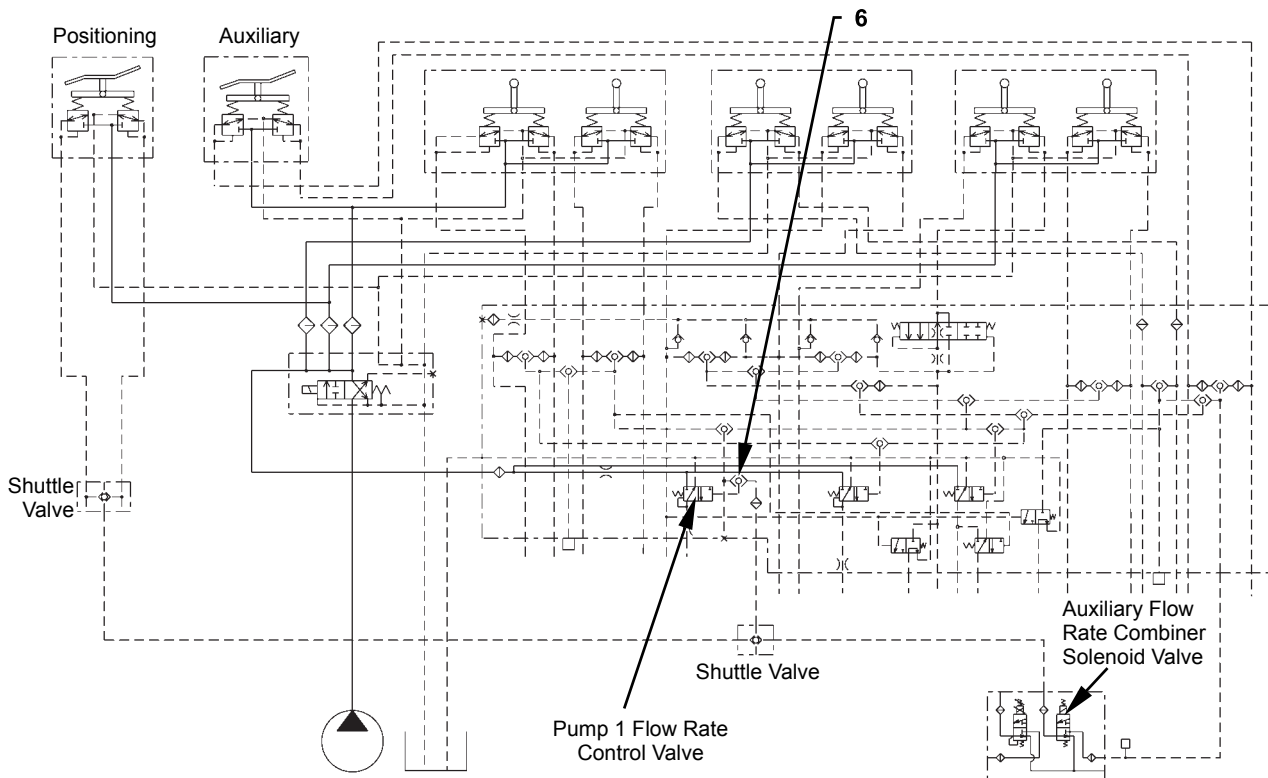 6
Positioning
Auxiliary
Shuttle
Valve
Auxiliary Flow
Rate Combiner
Solenoid Valve
Shuttle Valve
Pump 1 Flow Rate
Control Valve